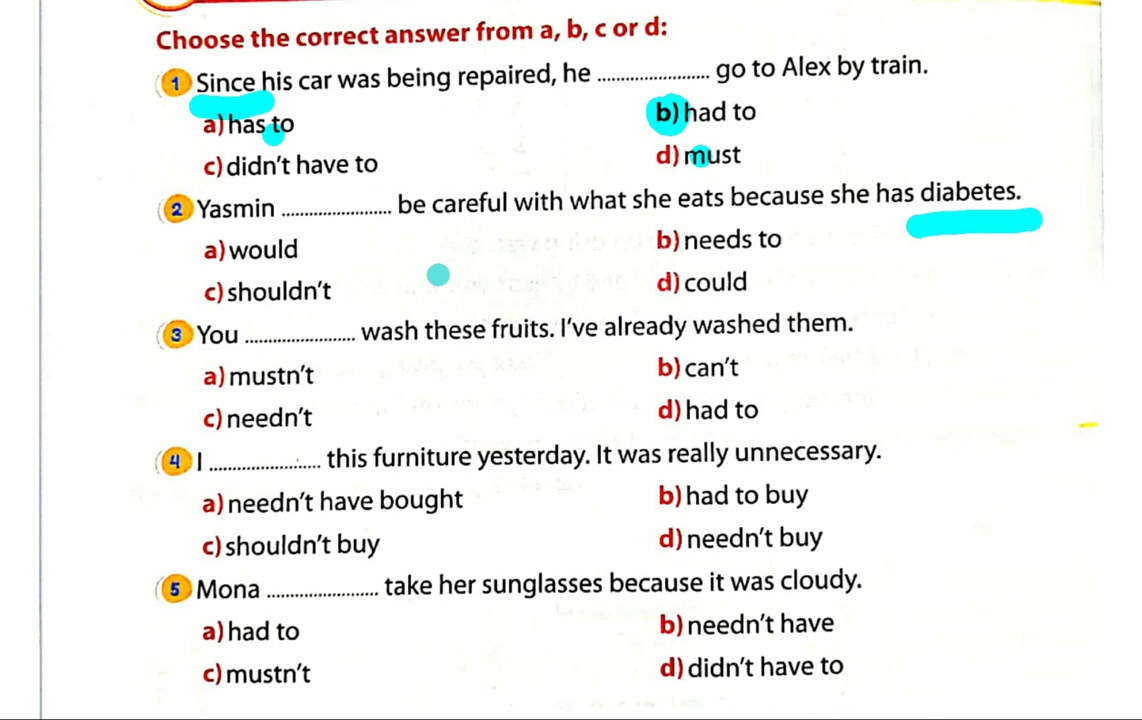 Choose the correct answer from a, b, c or d:
1 Since his car was being repaired, he ........................ go to Alex by train.
a) has to b) had to
c) didn't have to d) must
2 Yasmin ........................ be careful with what she eats because she has diabetes.
a) would b) needs to
c) shouldn't d) could
3 You ........................ wash these fruits. I've already washed them.
a) mustn't b) can't
c) needn't d) had to
4 I ........................ this furniture yesterday. It was really unnecessary.
a) needn't have bought b) had to buy
c) shouldn't buy d) needn't buy
5 Mona ........................ take her sunglasses because it was cloudy.
a) had to b) needn't have
c) mustn't d) didn't have to